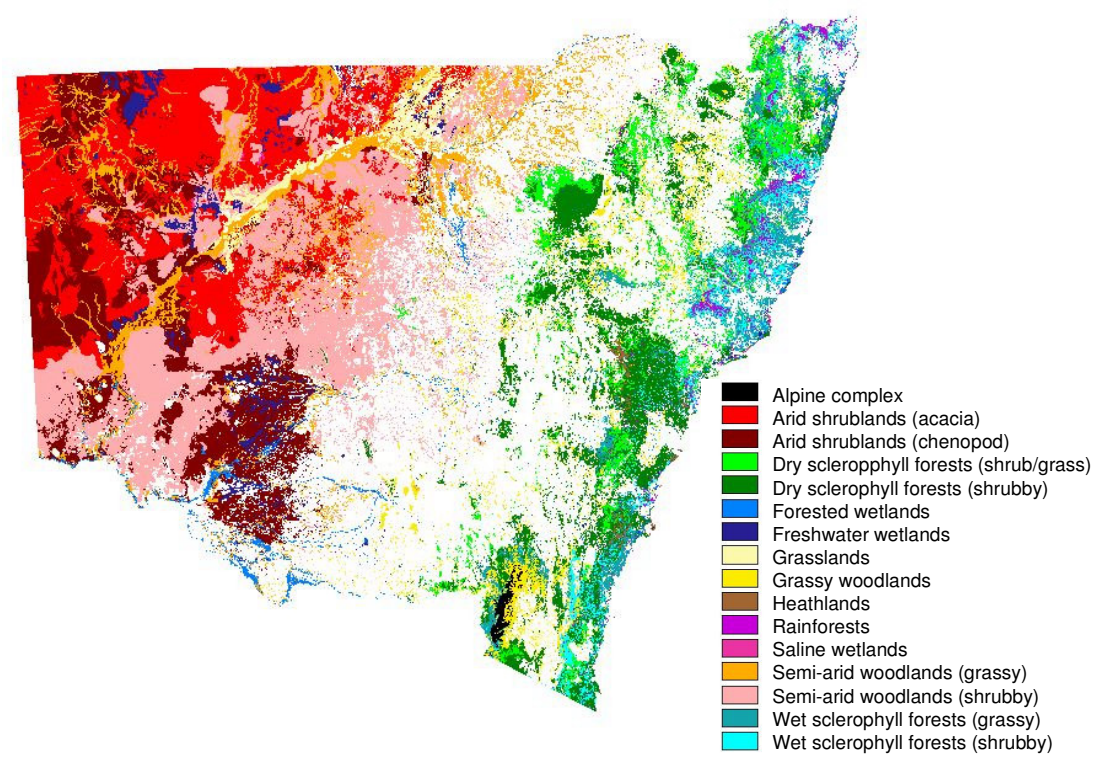 Alpine complex
Arid shrublands (acacia)
Arid shrublands (chenopod)
Dry scleropphyll forests (shrub/grass)
Dry sclerophyll forests (shrubby)
Forested wetlands
Freshwater wetlands
Grasslands
Grassy woodlands
Heathlands
Rainforests
Saline wetlands
Semi-arid woodlands (grassy)
Semi-arid woodlands (shrubby)
Wet sclerophyll forests (grassy)
Wet sclerophyll forests (shrubby)